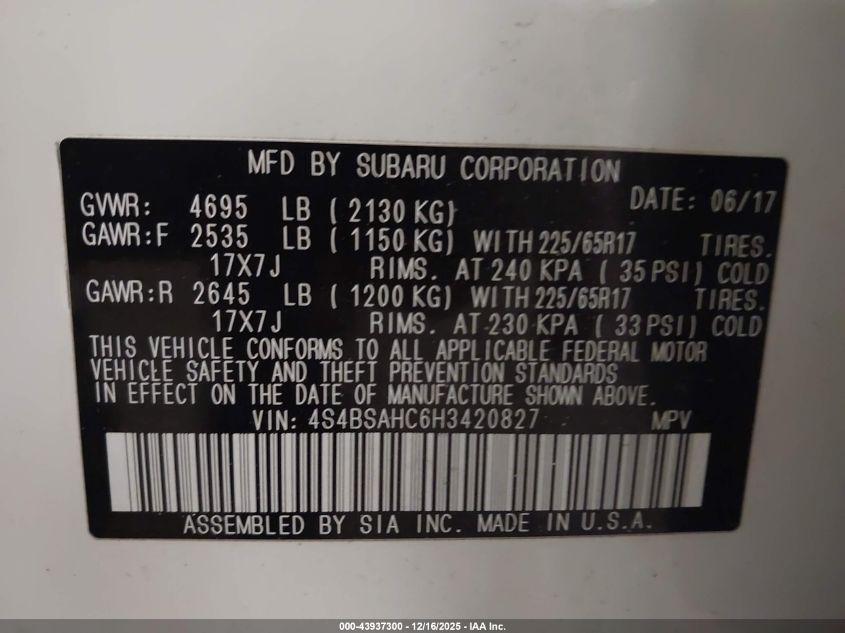 MFD BY SUBARU CORPORATION
GVWR: 4695 LB ( 2130 KG) DATE: 06/17
GAWR:F 2535 LB ( 1150 KG) WITH 225/65R17 TIRES.
17X7J RIMS. AT 240 KPA ( 35 PSI) COLD
GAWR:R 2645 LB ( 1200 KG) WITH 225/65R17 TIRES.
17X7J RIMS. AT 230 KPA ( 33 PSI) COLD
THIS VEHICLE CONFORMS TO ALL APPLICABLE FEDERAL MOTOR
VEHICLE SAFETY AND THEFT PREVENTION STANDARDS
IN EFFECT ON THE DATE OF MANUFACTURE SHOWN ABOVE.
VIN: 4S4BSAHC6H3420827 MPV
ASSEMBLED BY SIA INC. MADE IN U.S.A.
000-43937300 - 12/16/2025 - IAA Inc.